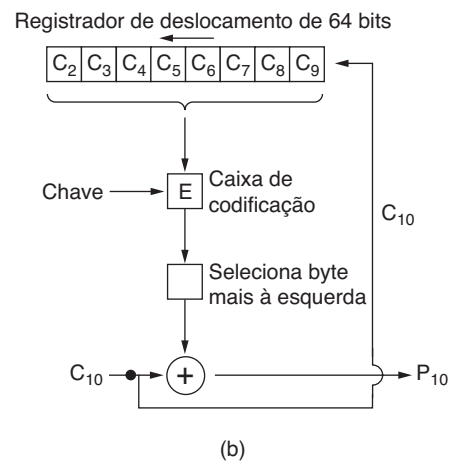 Registrador de deslocamento de 64 bits
C₂ C₃ C₄ C₅ C₆ C₇ C₈ C₉
Chave
E
Caixa de
codificação
C₁₀
Seleciona byte
mais à esquerda
C₁₀
+
P₁₀
(b)